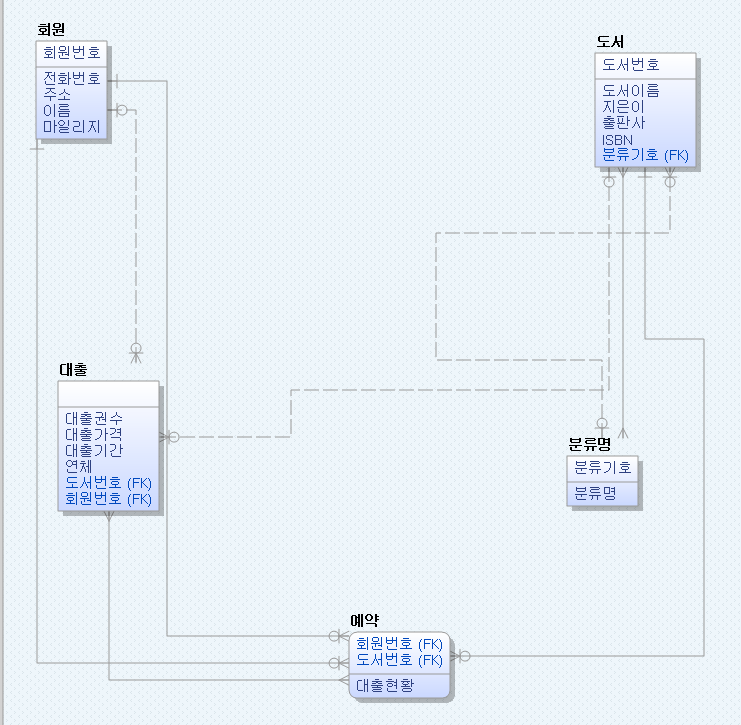 회원
회원번호
전화번호
주소
이름
마일리지
도서
도서번호
도서이름
지은이
출판사
ISBN
분류기호 (FK)
대출
대출권수
대출가격
대출기간
연체
도서번호 (FK)
회원번호 (FK)
분류명
분류기호
분류명
예약
회원번호 (FK)
도서번호 (FK)
대출현황